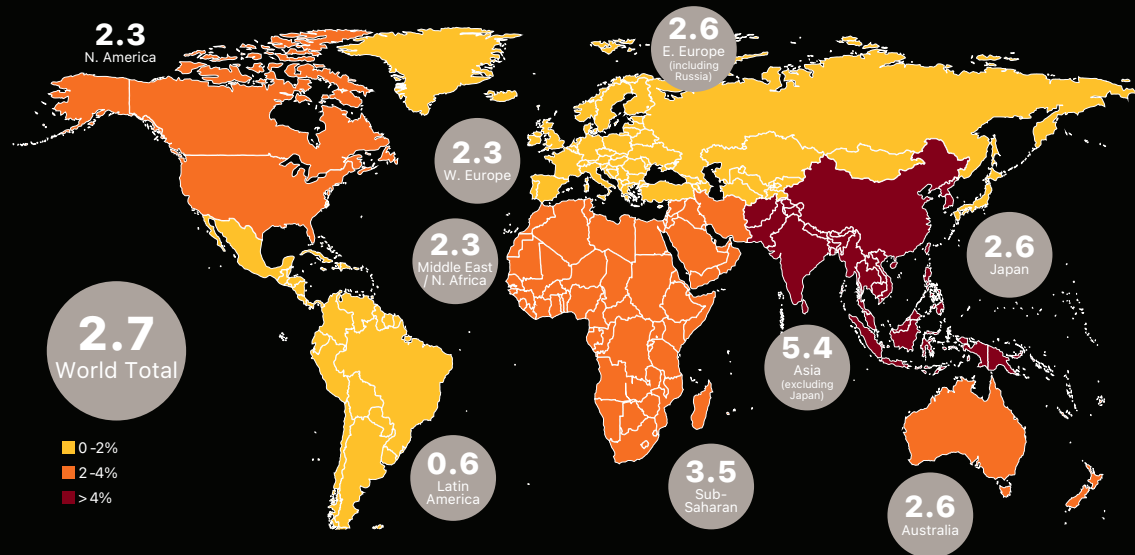 2.3
N. America
2.6
E. Europe
(including
Russia)
2.3
W. Europe
2.3
Middle East
/ N. Africa
2.6
Japan
2.7
World Total
5.4
Asia
(excluding
Japan)
0-2%
2-4%
>4%
0.6
Latin
America
3.5
Sub-
Saharan
2.6
Australia